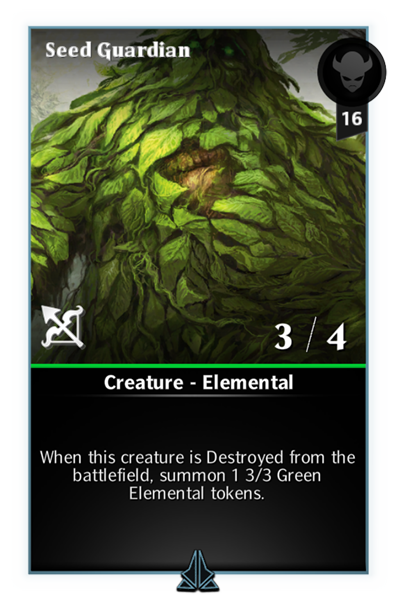 Seed Guardian
16
3 / 4
Creature - Elemental
When this creature is Destroyed from the
battlefield, summon 1 3/3 Green
Elemental tokens.